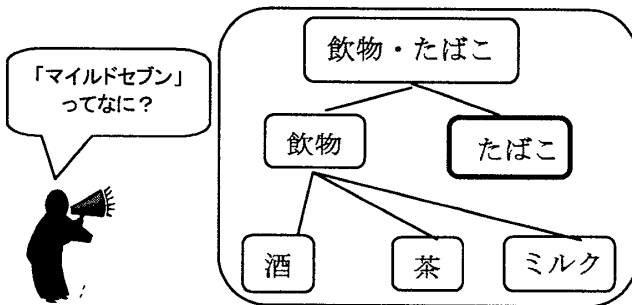 「マイルドセブン」
ってなに？
飲物・たばこ
飲物
たばこ
酒
茶
ミルク